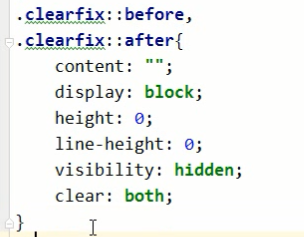 .clearfix::before,
.clearfix::after{
    content: "";
    display: block;
    height: 0;
    line-height: 0;
    visibility: hidden;
    clear: both;
}